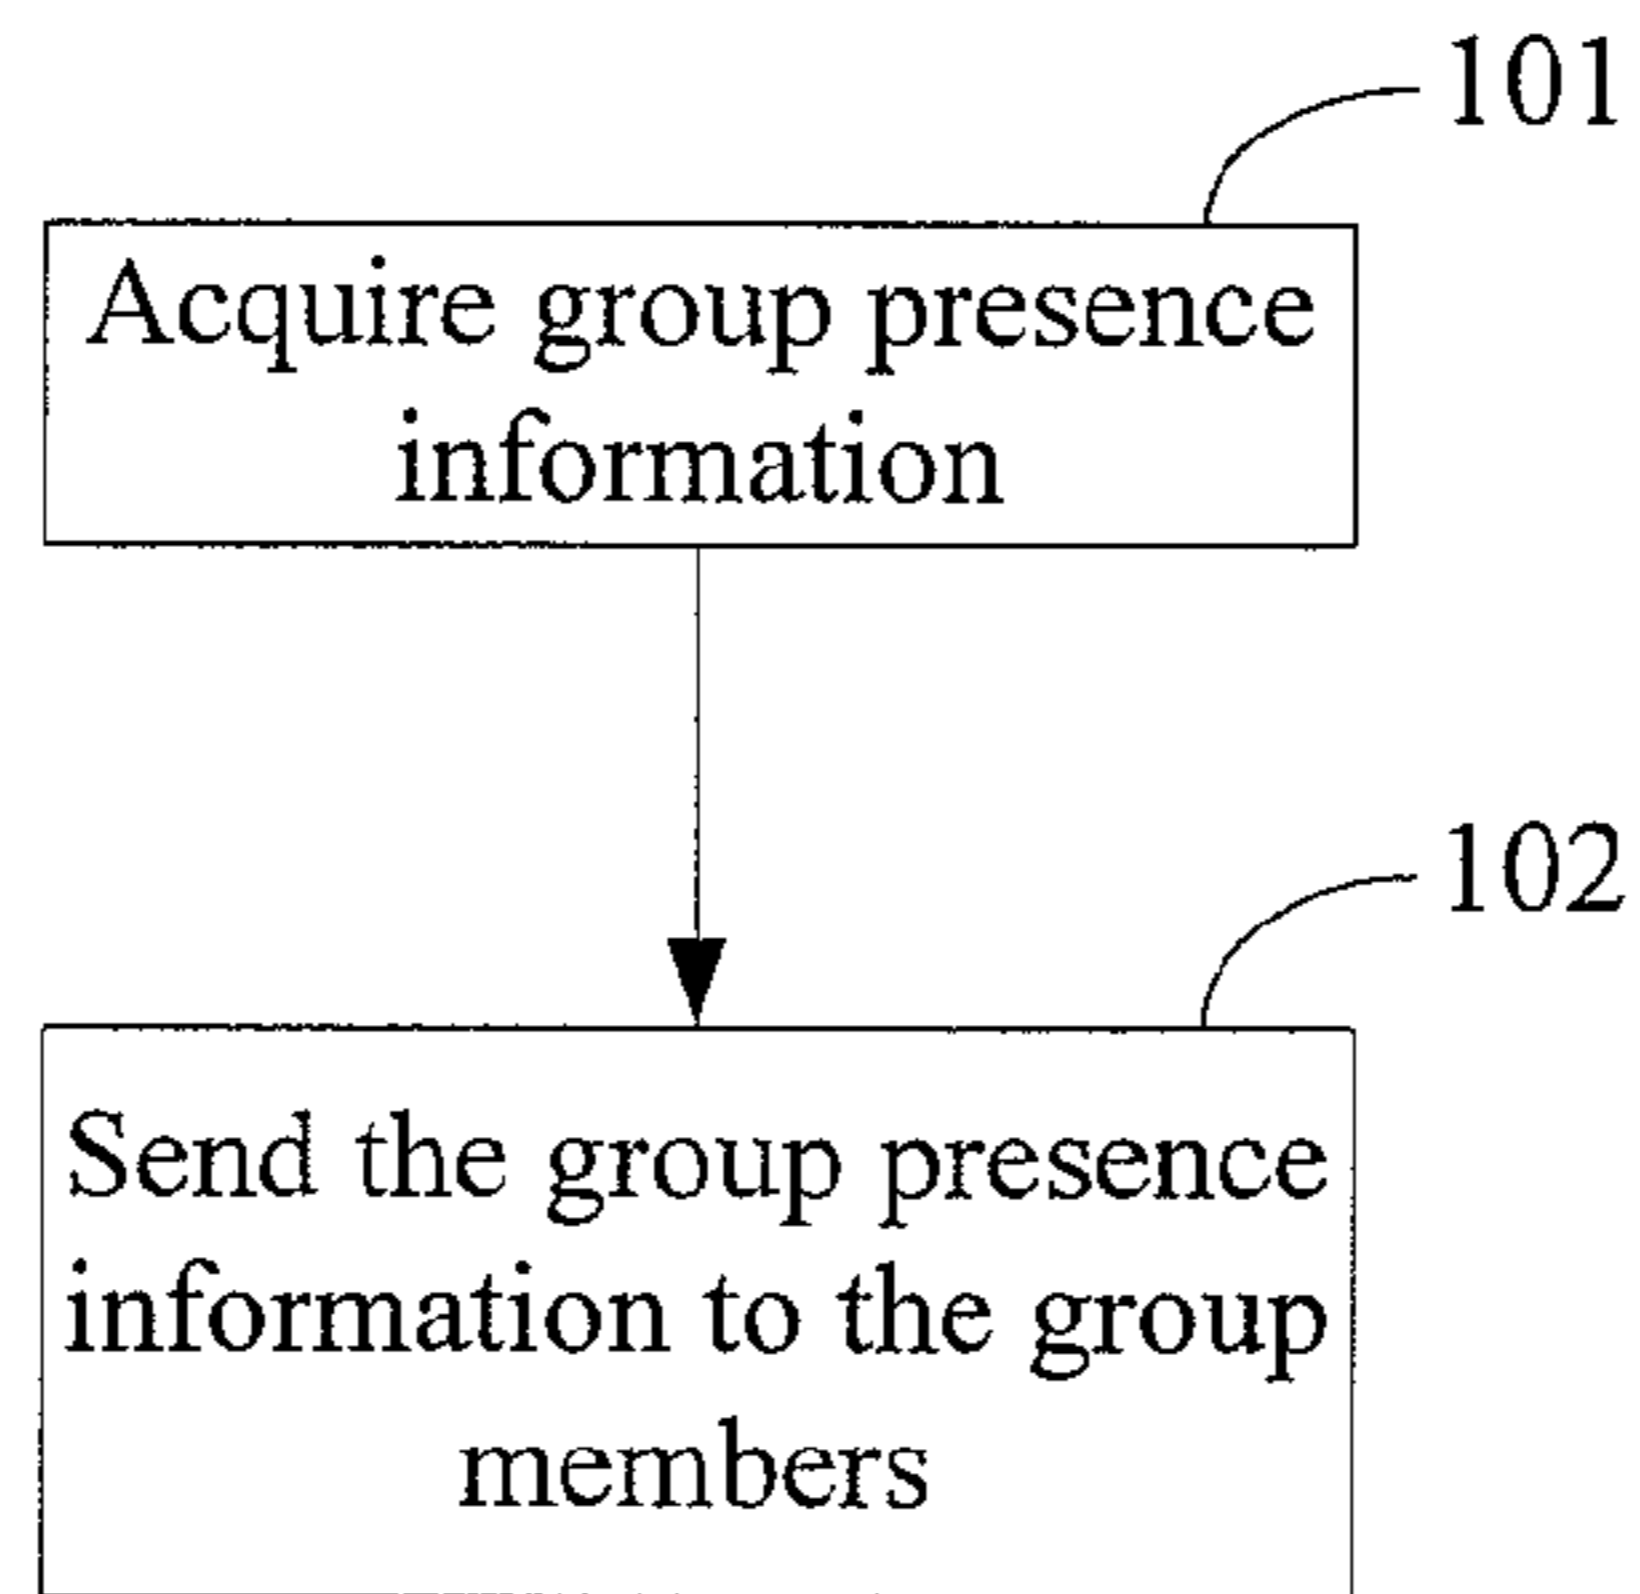 101
Acquire group presence
information
102
Send the group presence
information to the group
members